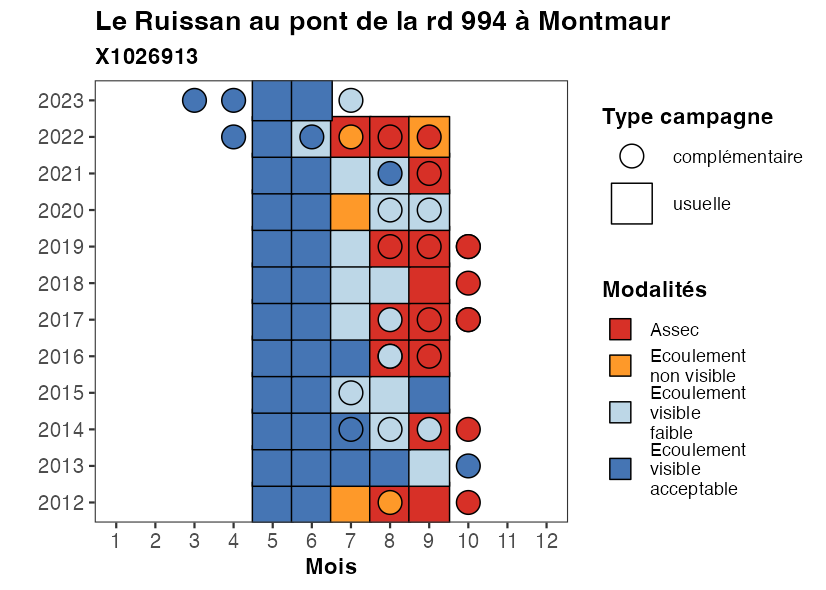 Le Ruissan au pont de la rd 994 à Montmaur
X1026913
2023
2022
2021
2020
2019
2018
2017
2016
2015
2014
2013
2012
1 2 3 4 5 6 7 8 9 10 11 12
Mois
Type campagne
complémentaire
usuelle
Modalités
Assec
Ecoulement
non visible
Ecoulement
visible
faible
Ecoulement
visible
acceptable